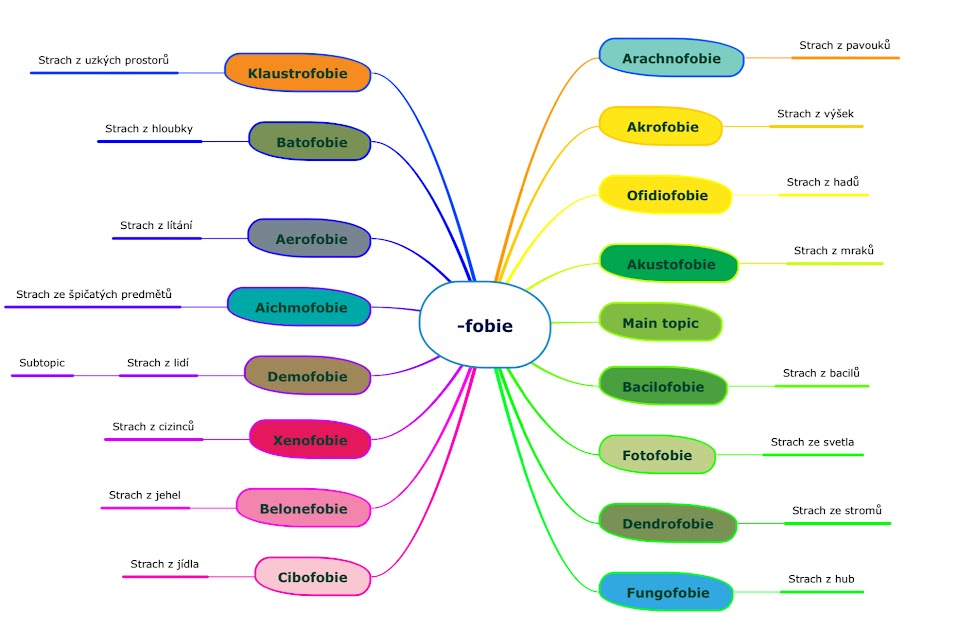 -fobie
Klaustrofobie
Strach z uzkých prostorů
Batofobie
Strach z hloubky
Aerofobie
Strach z lítání
Aichmofobie
Strach ze špičatých predmětů
Demofobie
Strach z lidí
Subtopic
Xenofobie
Strach z cizinců
Belonefobie
Strach z jehel
Cibofobie
Strach z jídla
Arachnofobie
Strach z pavouků
Akrofobie
Strach z výšek
Ofidiofobie
Strach z hadů
Akustofobie
Strach z mraků
Main topic
Bacilofobie
Strach z bacilů
Fotofobie
Strach ze svetla
Dendrofobie
Strach ze stromů
Fungofobie
Strach z hub